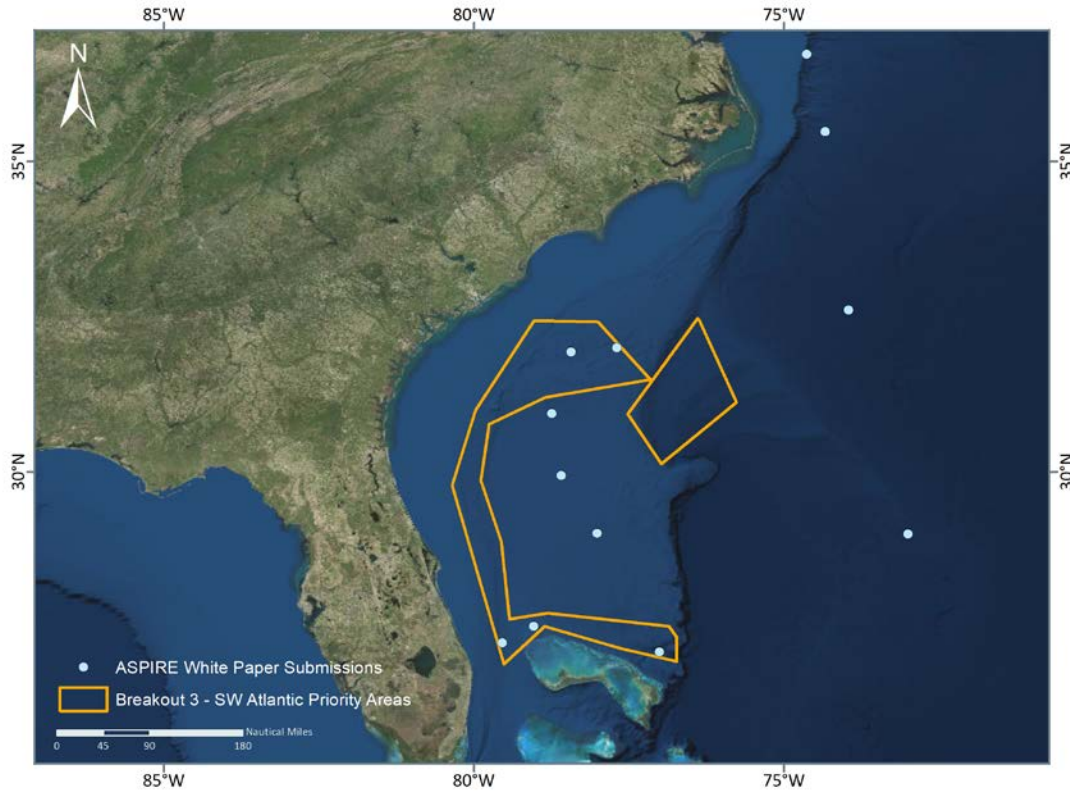 85°W 80°W 75°W
N
35°N 35°N
30°N 30°N
ASPIRE White Paper Submissions
Breakout 3 - SW Atlantic Priority Areas
Nautical Miles
0 45 90 180
85°W 80°W 75°W